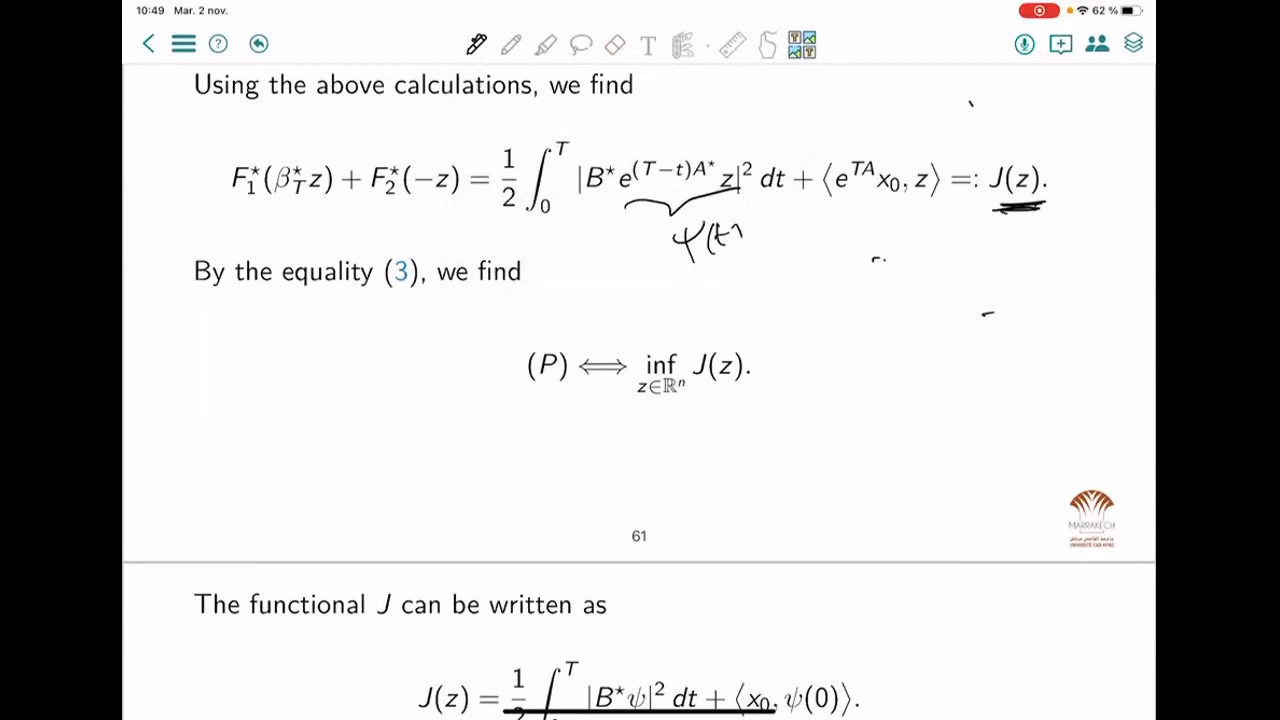 10:49 Mar. 2 nov. 62 %
Using the above calculations, we find
F₁*(β*_T z) + F₂*(−z) = 1/2 ∫₀ᵀ |B*e^{(T−t)A*}z|² dt + ⟨e^{TA}x₀, z⟩ =: J(z).
ψ(t)
By the equality (3), we find
(P) ⟺ inf_{z∈ℝⁿ} J(z).
MARRAKECH
61
The functional J can be written as
J(z) = 1/2 ∫₀ᵀ |B*ψ|² dt + ⟨x₀, ψ(0)⟩.